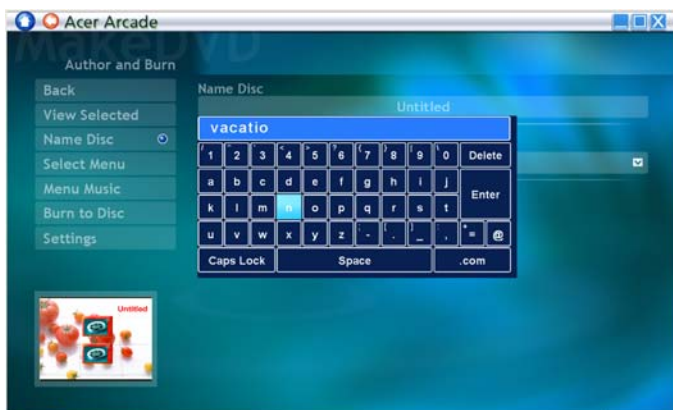 Acer Arcade
MakeDVD
Author and Burn
Back
View Selected
Name Disc
Select Menu
Menu Music
Burn to Disc
Settings
Name Disc
Untitled
vacatio
1 2 3 4 5 6 7 8 9 0 Delete
a b c d e f g h i j
Enter
k l m n o p q r s t
u v w x y z - . _ , = @
Caps Lock Space .com
Untitled